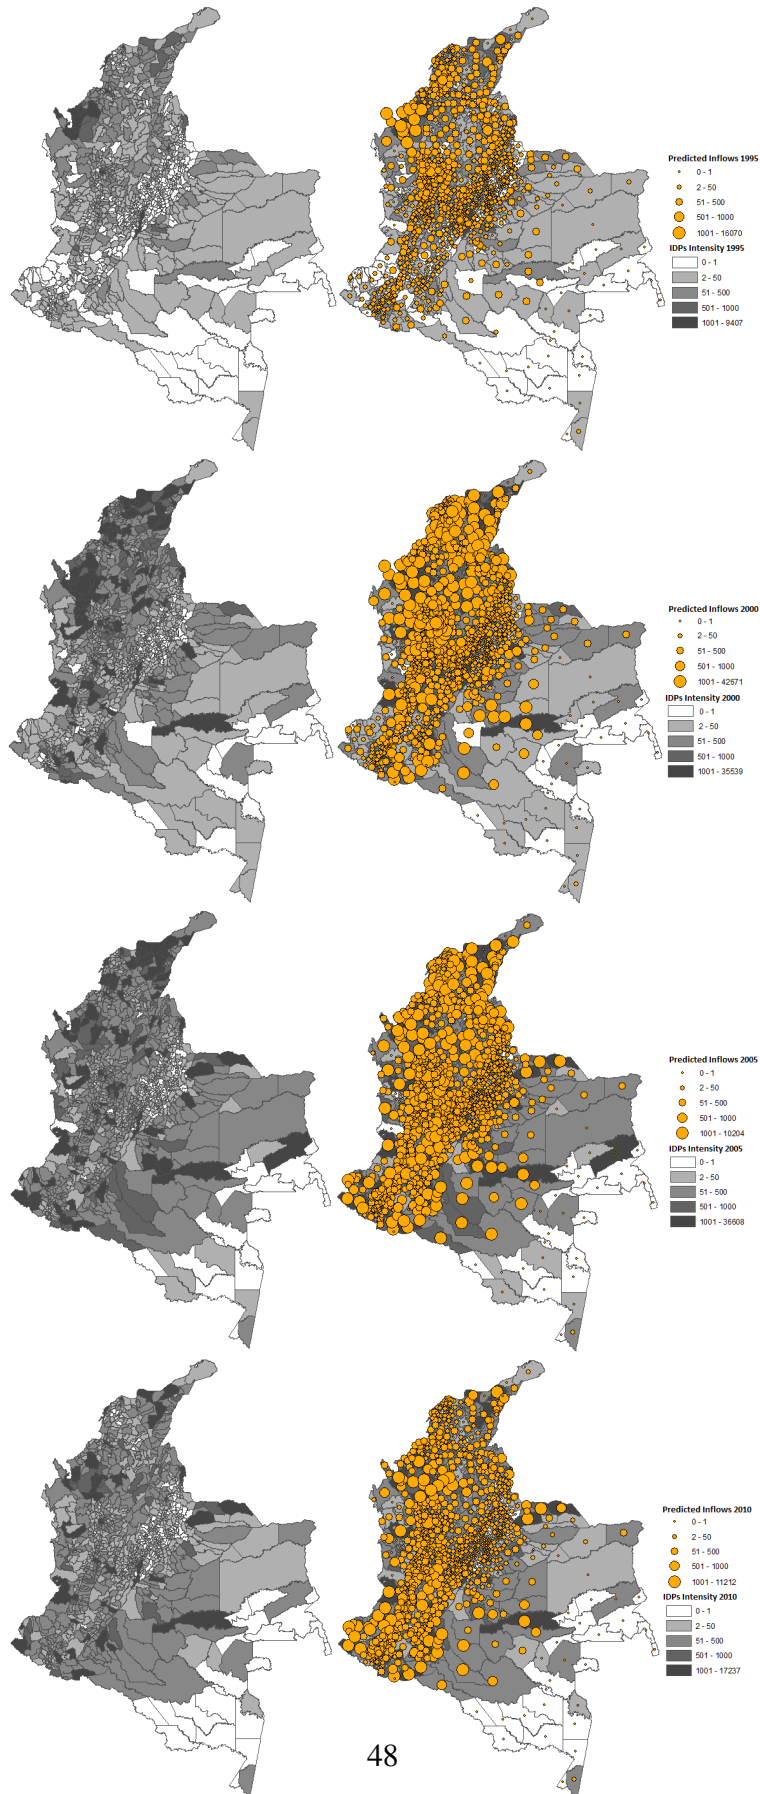 Predicted Inflows 1995
0 - 1
2 - 50
51 - 500
501 - 1000
1001 - 16070
IDPs Intensity 1995
0 - 1
2 - 50
51 - 500
501 - 1000
1001 - 9407
Predicted Inflows 2000
0 - 1
2 - 50
51 - 500
501 - 1000
1001 - 42671
IDPs Intensity 2000
0 - 1
2 - 50
51 - 500
501 - 1000
1001 - 35539
Predicted Inflows 2005
0 - 1
2 - 50
51 - 500
501 - 1000
1001 - 10204
IDPs Intensity 2005
0 - 1
2 - 50
51 - 500
501 - 1000
1001 - 36608
Predicted Inflows 2010
0 - 1
2 - 50
51 - 500
501 - 1000
1001 - 11212
IDPs Intensity 2010
0 - 1
2 - 50
51 - 500
501 - 1000
1001 - 17237
48